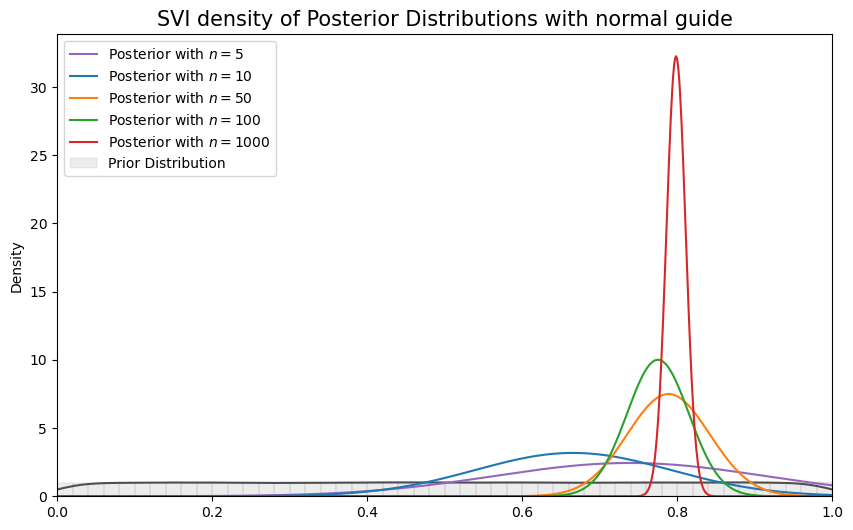 SVI density of Posterior Distributions with normal guide
Posterior with n = 5
Posterior with n = 10
Posterior with n = 50
Posterior with n = 100
Posterior with n = 1000
Prior Distribution
Density
30
25
20
15
10
5
0
0.0 0.2 0.4 0.6 0.8 1.0